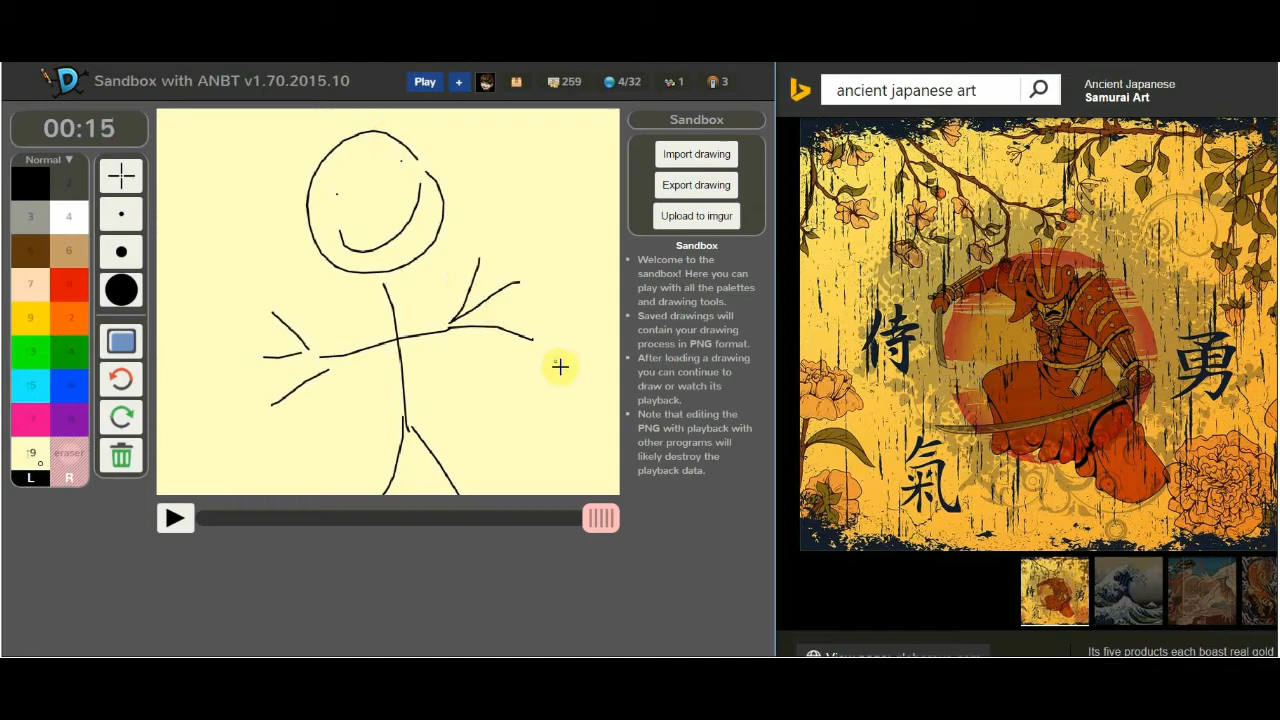 Sandbox with ANBT v1.70.2015.10
Play
+
259
4/32
1
3
00:15
Normal ▼
2
3
4
6
7
9
eraser
L
R
Sandbox
Import drawing
Export drawing
Upload to imgur
Sandbox
Welcome to the
sandbox! Here you can
play with all the palettes
and drawing tools.
Saved drawings will
contain your drawing
process in PNG format.
After loading a drawing
you can continue to
draw or watch its
playback.
Note that editing the
PNG with playback with
other programs will
likely destroy the
playback data.
ancient japanese art
Ancient Japanese
Samurai Art
侍
勇
氣
Its five products each boast real gold